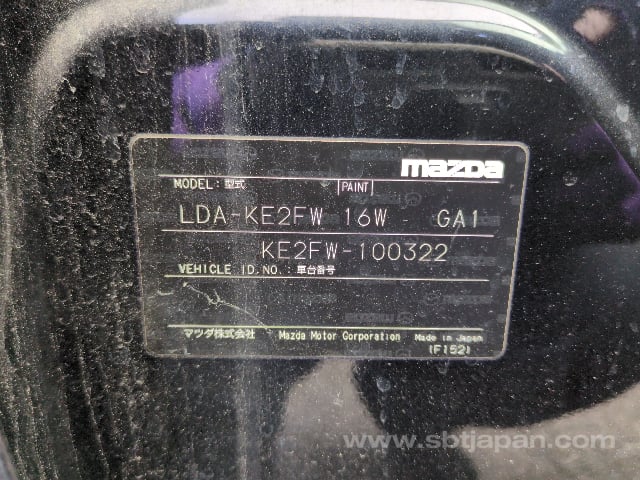 mazda
MODEL: 型式 PAINT
LDA-KE2FW 16W - GA1
KE2FW-100322
VEHICLE ID.NO.: 車台番号
マツダ株式会社 Mazda Motor Corporation Made in Japan
(F152)
www.sbtjapan.com